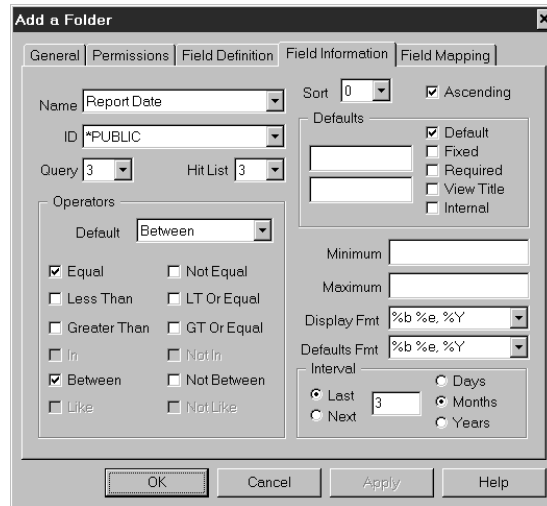 Add a Folder
General Permissions Field Definition Field Information Field Mapping
Name Report Date
ID *PUBLIC
Query 3 Hit List 3
Operators
Default Between
Equal Not Equal
Less Than LT Or Equal
Greater Than GT Or Equal
In Not In
Between Not Between
Like Not Like
Sort 0 Ascending
Defaults
Default
Fixed
Required
View Title
Internal
Minimum
Maximum
Display Fmt %b %e, %Y
Defaults Fmt %b %e, %Y
Interval
Last 3 Days
Next Months
Years
OK Cancel Apply Help